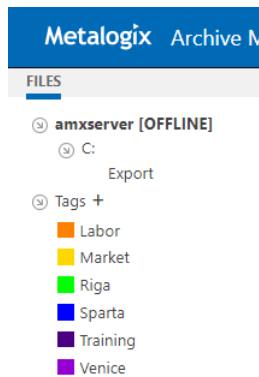 Metalogix Archive M
FILES
amxserver [OFFLINE]
C:
Export
Tags +
Labor
Market
Riga
Sparta
Training
Venice